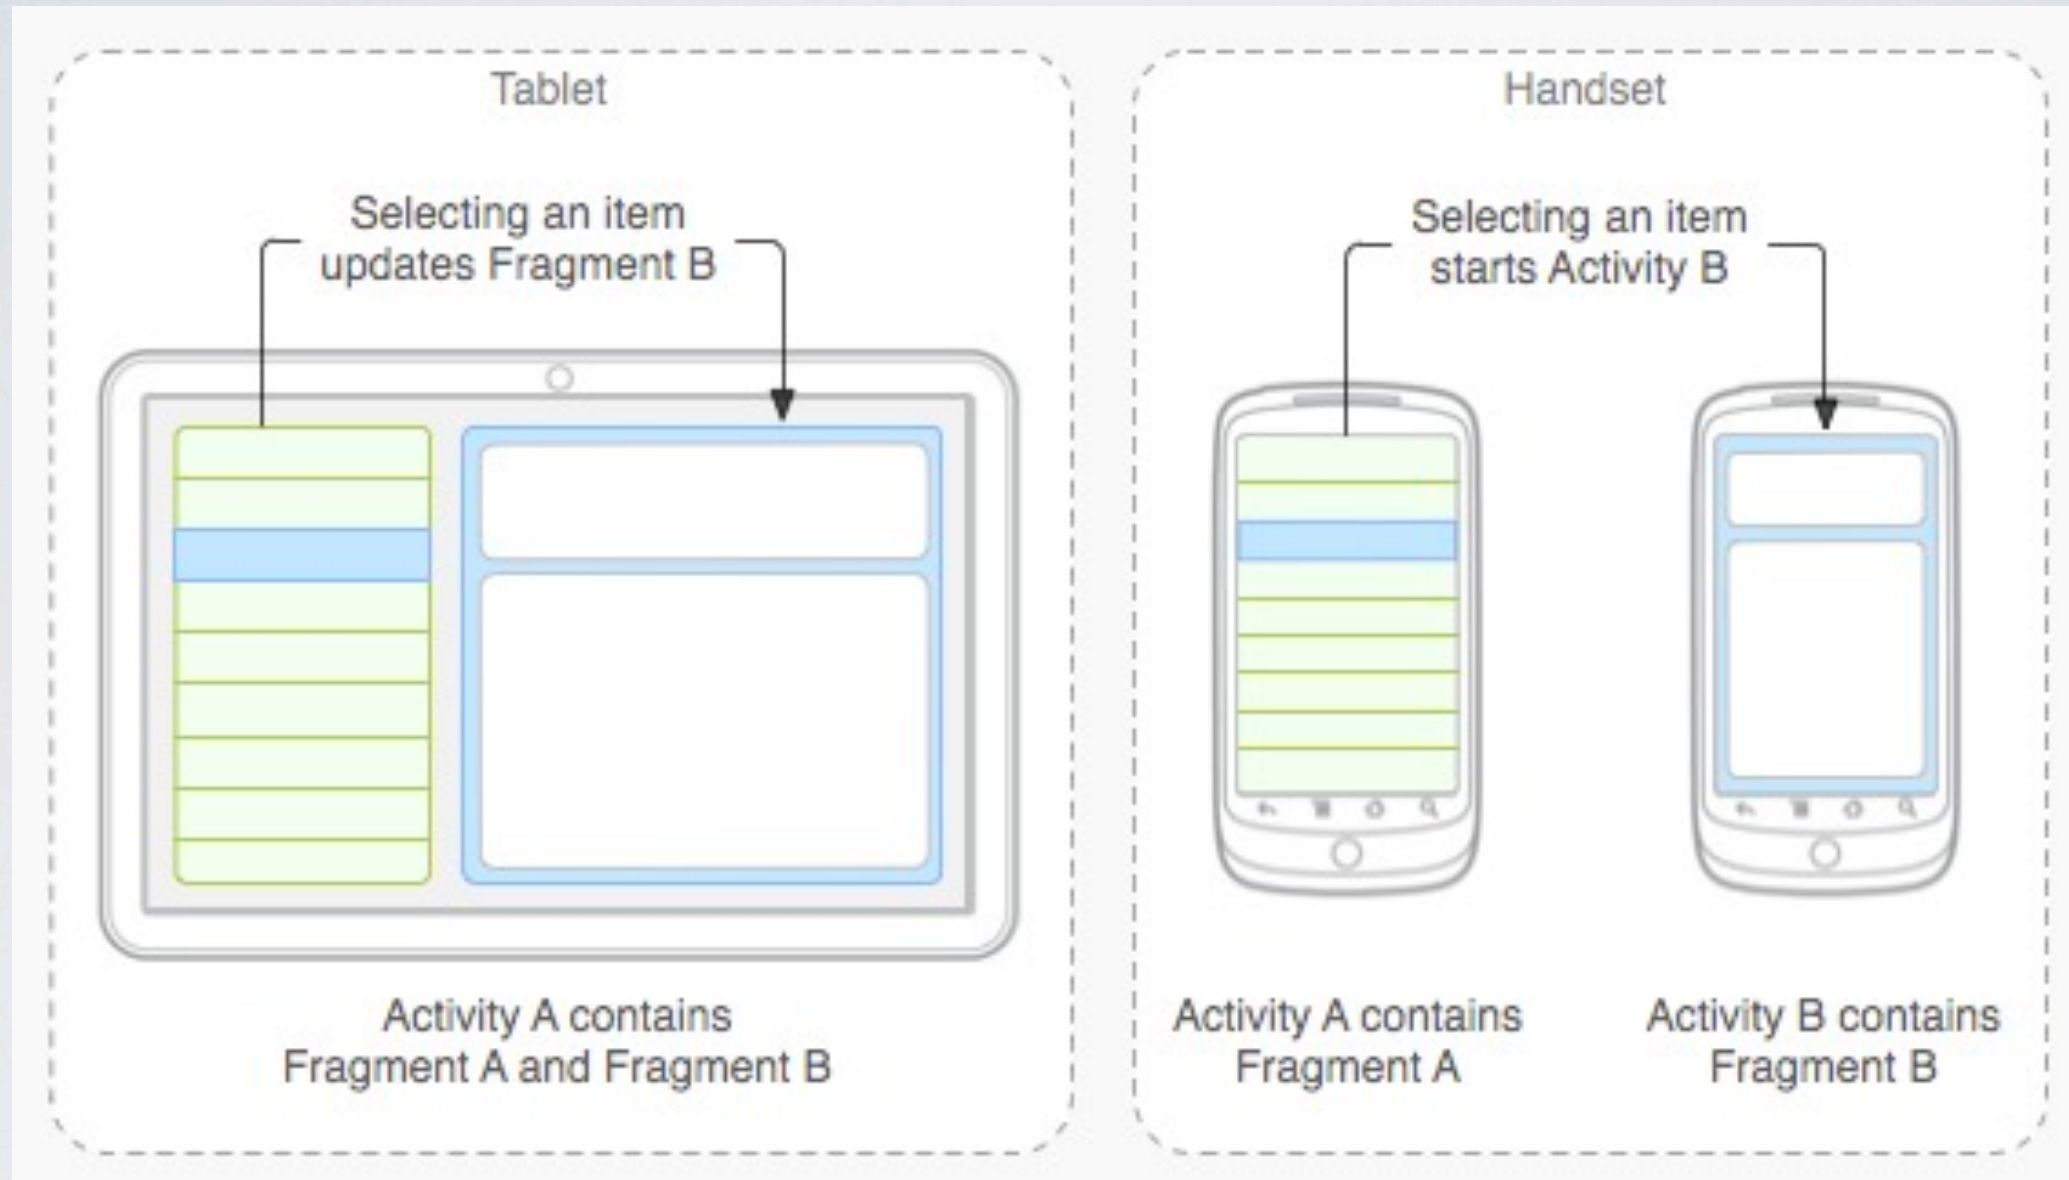 Tablet
Selecting an item
updates Fragment B
Activity A contains
Fragment A and Fragment B
Handset
Selecting an item
starts Activity B
Activity A contains
Fragment A
Activity B contains
Fragment B